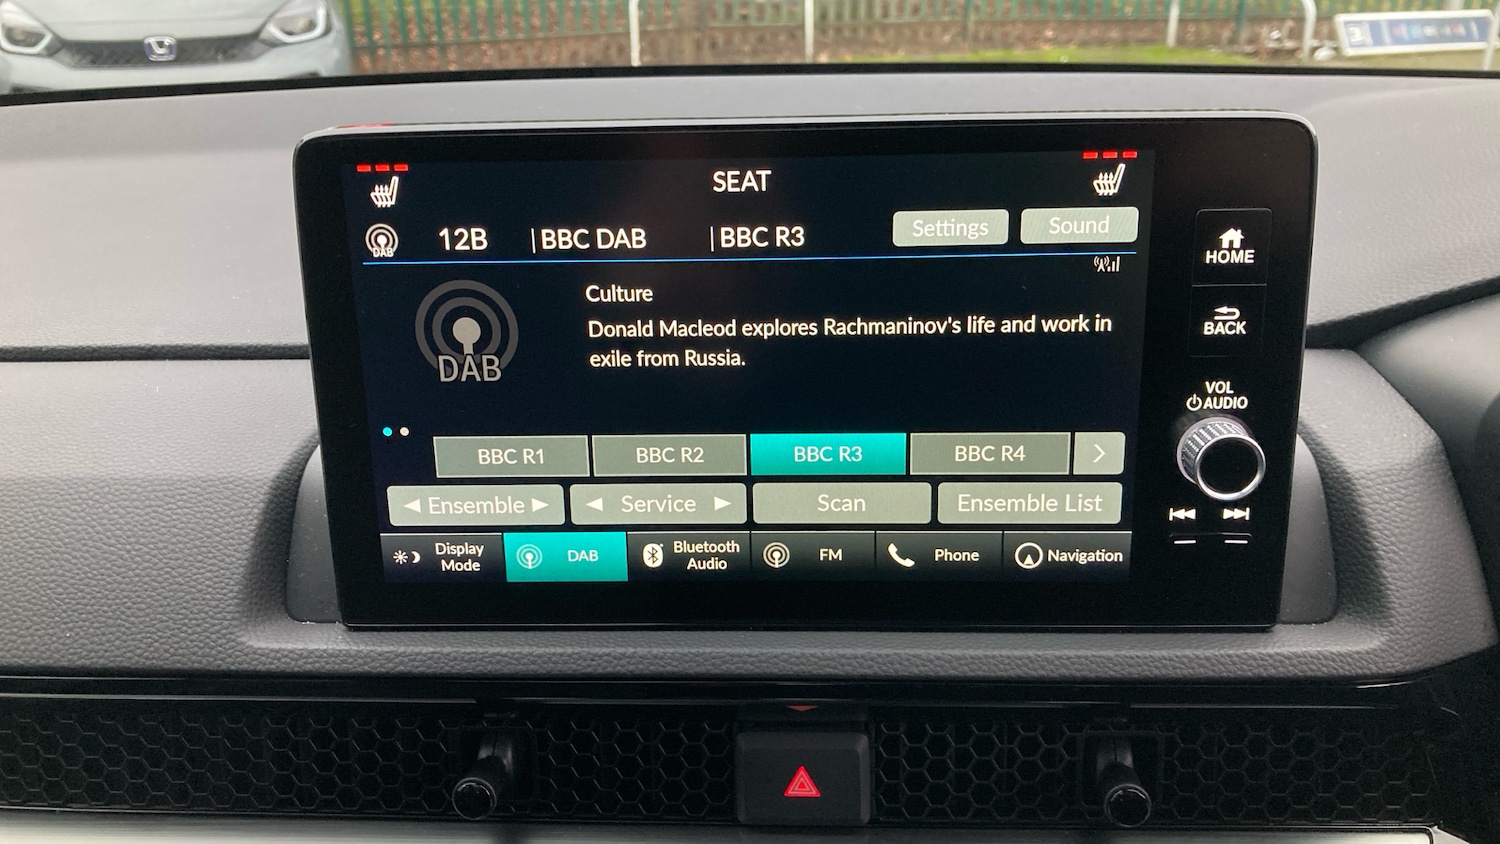 SEAT
DAB
12B
|BBC DAB
|BBC R3
Settings
Sound
HOME
BACK
VOL
AUDIO
DAB
Culture
Donald Macleod explores Rachmaninov's life and work in
exile from Russia.
BBC R1
BBC R2
BBC R3
BBC R4
Ensemble
Service
Scan
Ensemble List
Display
Mode
DAB
Bluetooth
Audio
FM
Phone
Navigation